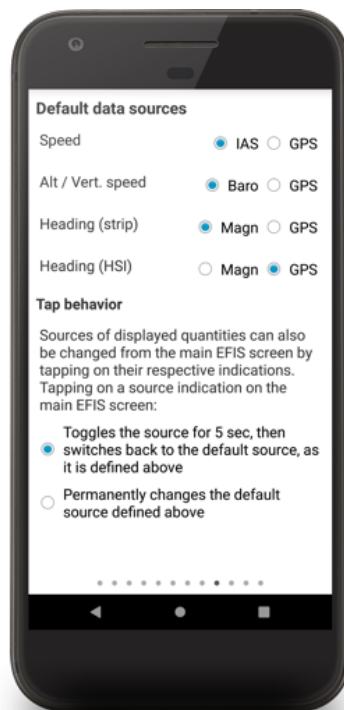 Default data sources
Speed IAS GPS
Alt / Vert. speed Baro GPS
Heading (strip) Magn GPS
Heading (HSI) Magn GPS
Tap behavior
Sources of displayed quantities can also
be changed from the main EFIS screen by
tapping on their respective indications.
Tapping on a source indication on the
main EFIS screen:
Toggles the source for 5 sec, then
switches back to the default source, as
it is defined above
Permanently changes the default
source defined above